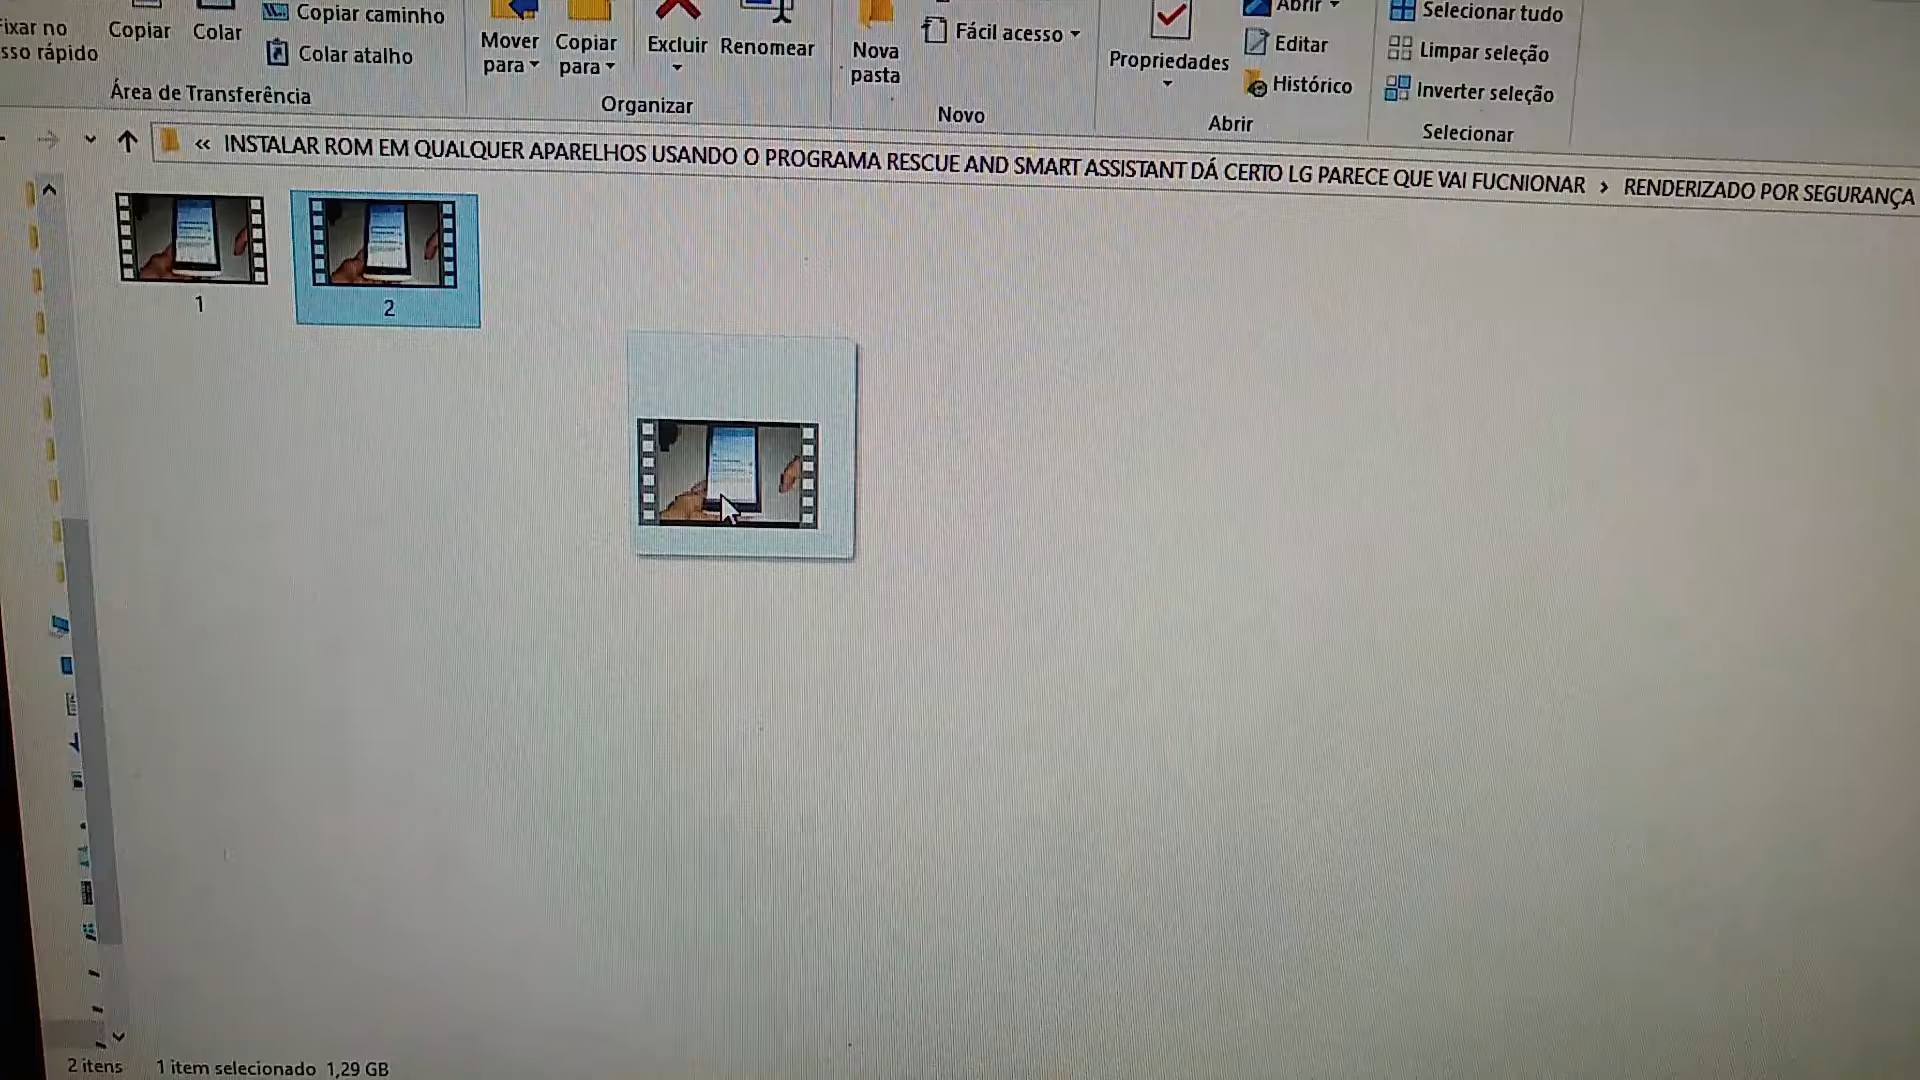 Fixar no
sso rápido
Copiar
Colar
Copiar caminho
Colar atalho
Área de Transferência
Mover
para
Copiar
para
Excluir
Renomear
Organizar
Nova
pasta
Fácil acesso
Novo
Propriedades
Abrir
Editar
Histórico
Abrir
Selecionar tudo
Limpar seleção
Inverter seleção
Selecionar
« INSTALAR ROM EM QUALQUER APARELHOS USANDO O PROGRAMA RESCUE AND SMART ASSISTANT DÁ CERTO LG PARECE QUE VAI FUCNIONAR › RENDERIZADO POR SEGURANÇA
1
2
2 itens
1 item selecionado 1,29 GB